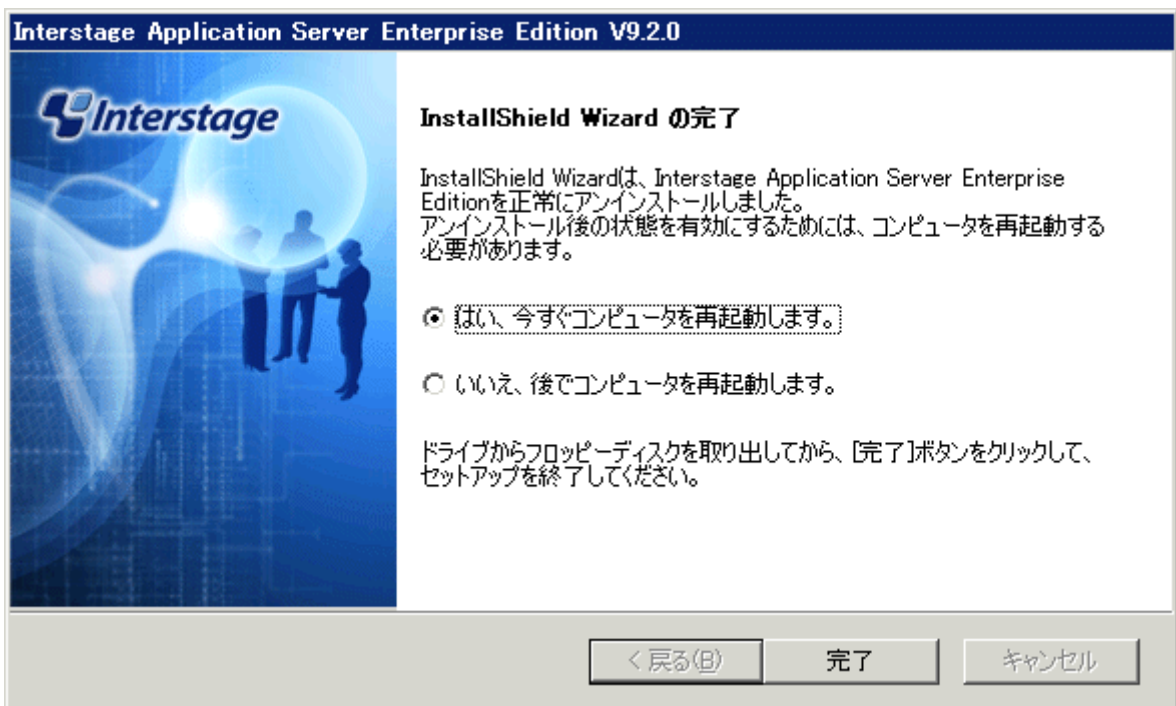 Interstage Application Server Enterprise Edition V9.2.0
Interstage
InstallShield Wizard の完了
InstallShield Wizardは、Interstage Application Server Enterprise
Editionを正常にアンインストールしました。
アンインストール後の状態を有効にするためには、コンピュータを再起動する
必要があります。
はい、今すぐコンピュータを再起動します。
いいえ、後でコンピュータを再起動します。
ドライブからフロッピーディスクを取り出してから、[完了]ボタンをクリックして、
セットアップを終了してください。
< 戻る(B)
完了
キャンセル